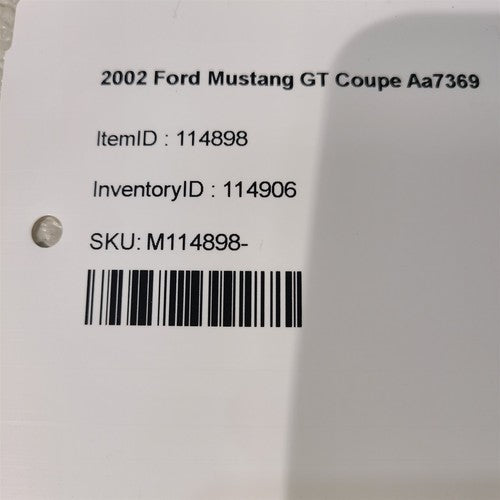 2002 Ford Mustang GT Coupe Aa7369
ItemID : 114898
InventoryID : 114906
SKU: M114898-